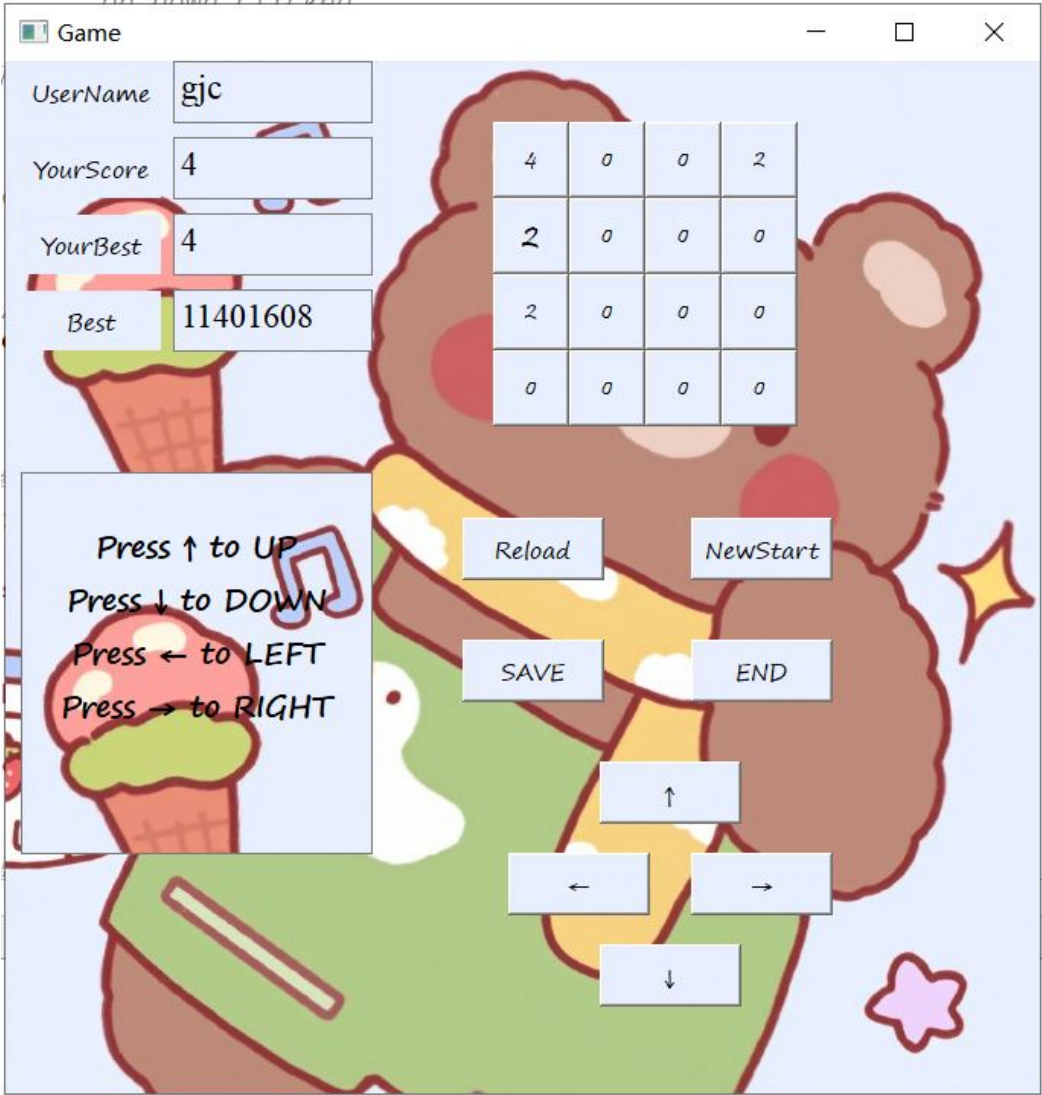 Game
UserName gjc
YourScore 4
YourBest 4
Best 11401608
4 0 0 2
2 0 0 0
2 0 0 0
0 0 0 0
Press ↑ to UP
Press ↓ to DOWN
Press ← to LEFT
Press → to RIGHT
Reload NewStart
SAVE END
↑
← →
↓